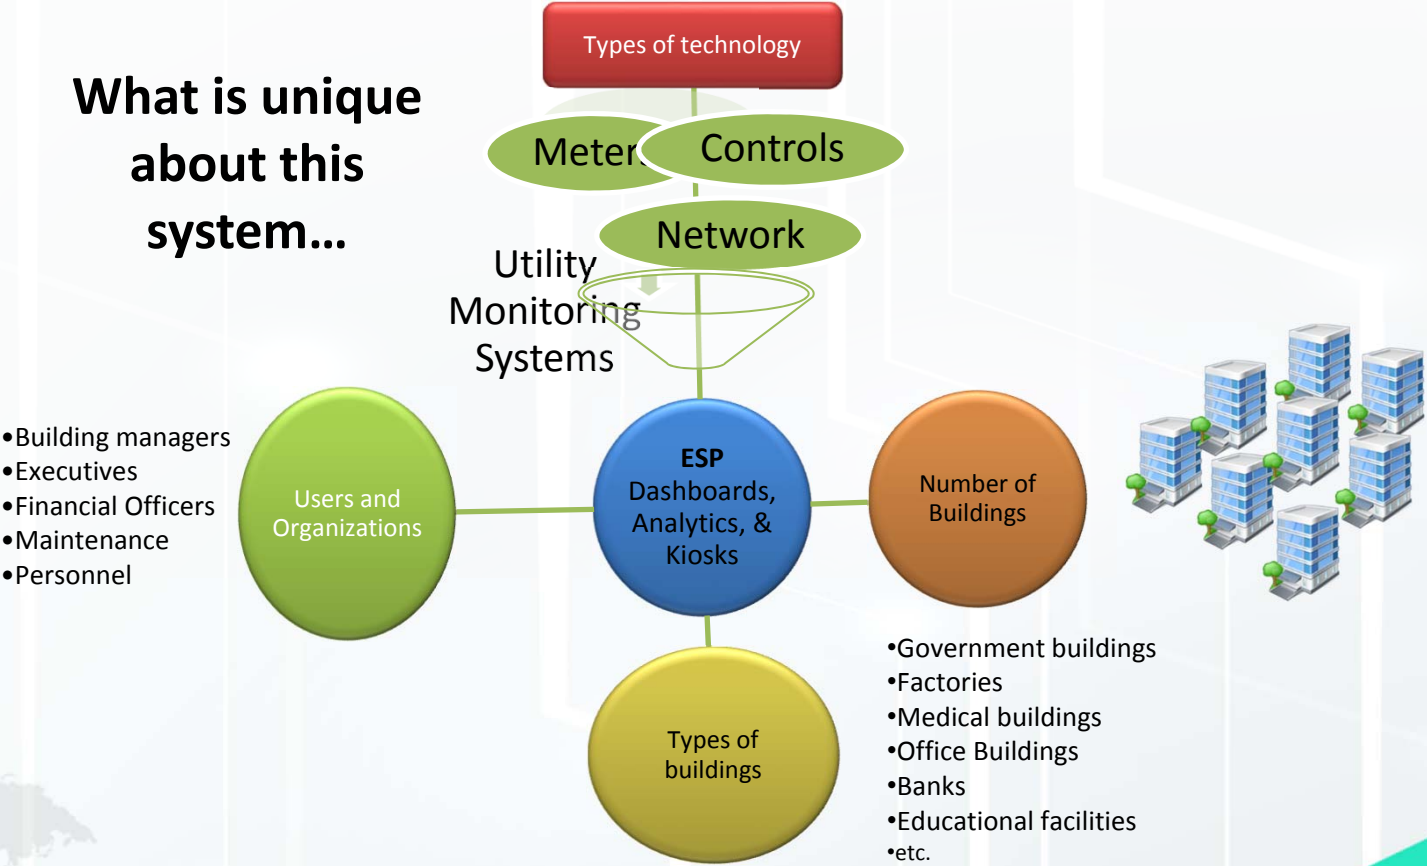 Types of technology
What is unique
about this
system…
Meters
Controls
Network
Utility
Monitoring
Systems
•Building managers
•Executives
•Financial Officers
•Maintenance
•Personnel
Users and
Organizations
ESP
Dashboards,
Analytics, &
Kiosks
Number of
Buildings
Types of
buildings
•Government buildings
•Factories
•Medical buildings
•Office Buildings
•Banks
•Educational facilities
•etc.